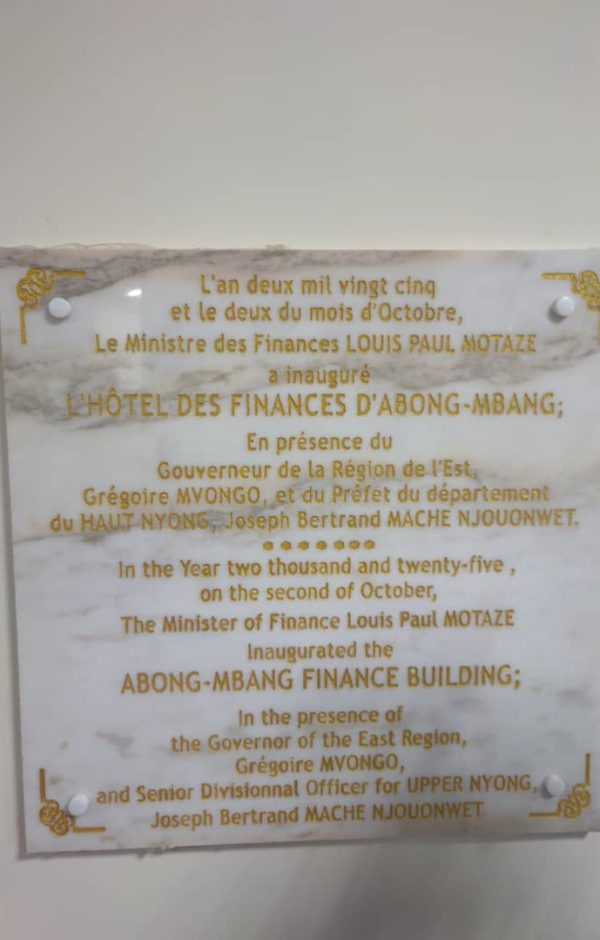 L'an deux mil vingt cinq
et le deux du mois d'Octobre,
Le Ministre des Finances LOUIS PAUL MOTAZE
a inauguré
L'HÔTEL DES FINANCES D'ABONG-MBANG;
En présence du
Gouverneur de la Région de l'Est,
Grégoire MVONGO, et du Préfet du département
du HAUT NYONG, Joseph Bertrand MACHE NJOUONWET.
In the Year two thousand and twenty-five ,
on the second of October,
The Minister of Finance Louis Paul MOTAZE
Inaugurated the
ABONG-MBANG FINANCE BUILDING;
In the presence of
the Governor of the East Region,
Grégoire MVONGO,
and Senior Divisionnal Officer for UPPER NYONG,
Joseph Bertrand MACHE NJOUONWET